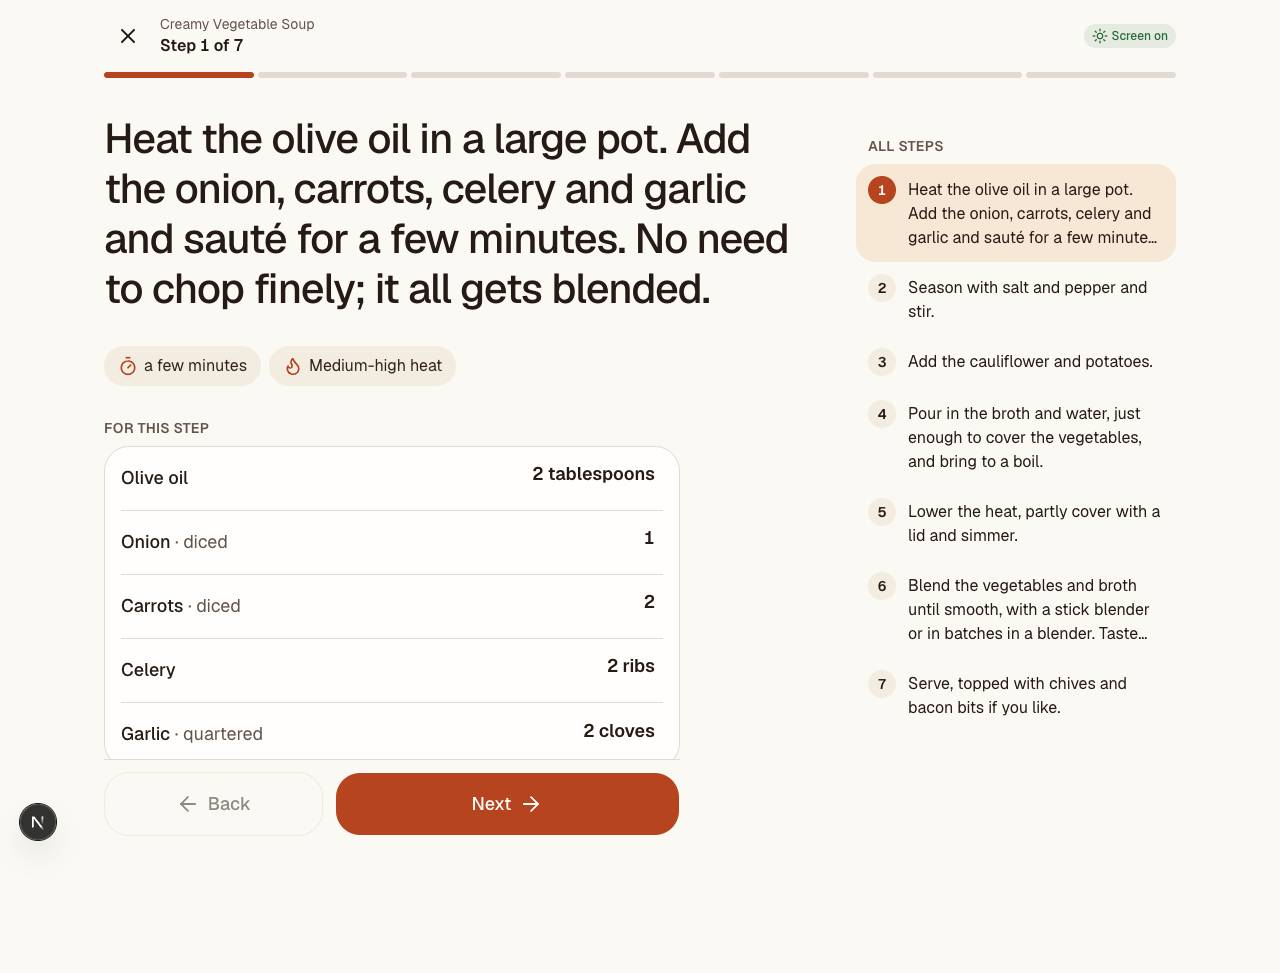 Creamy Vegetable Soup
Step 1 of 7
Screen on
Heat the olive oil in a large pot. Add
the onion, carrots, celery and garlic
and sauté for a few minutes. No need
to chop finely; it all gets blended.
a few minutes
Medium-high heat
FOR THIS STEP
Olive oil 2 tablespoons
Onion · diced 1
Carrots · diced 2
Celery 2 ribs
Garlic · quartered 2 cloves
Back
Next
N
ALL STEPS
1 Heat the olive oil in a large pot.
Add the onion, carrots, celery and
garlic and sauté for a few minute…
2 Season with salt and pepper and
stir.
3 Add the cauliflower and potatoes.
4 Pour in the broth and water, just
enough to cover the vegetables,
and bring to a boil.
5 Lower the heat, partly cover with a
lid and simmer.
6 Blend the vegetables and broth
until smooth, with a stick blender
or in batches in a blender. Taste…
7 Serve, topped with chives and
bacon bits if you like.